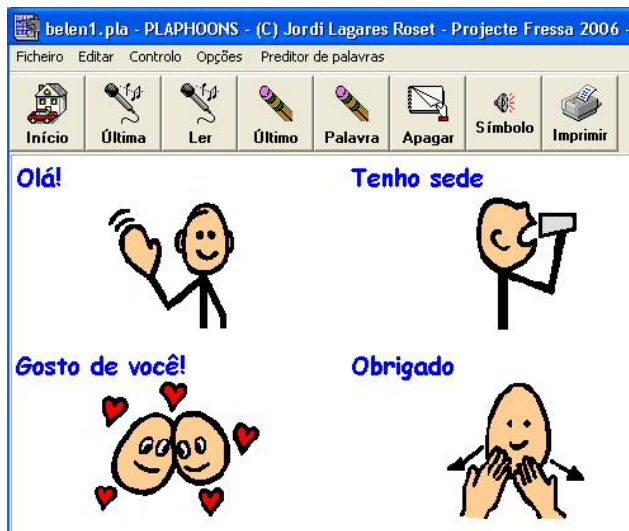 belen1.pla - PLAPHOONS - (C) Jordi Lagares Roset - Projecte Fressa 2006 -
Ficheiro Editar Controlo Opções Preditor de palavras
Início Última Ler Último Palavra Apagar Símbolo Imprimir
Olá! Tenho sede
Gosto de você! Obrigado